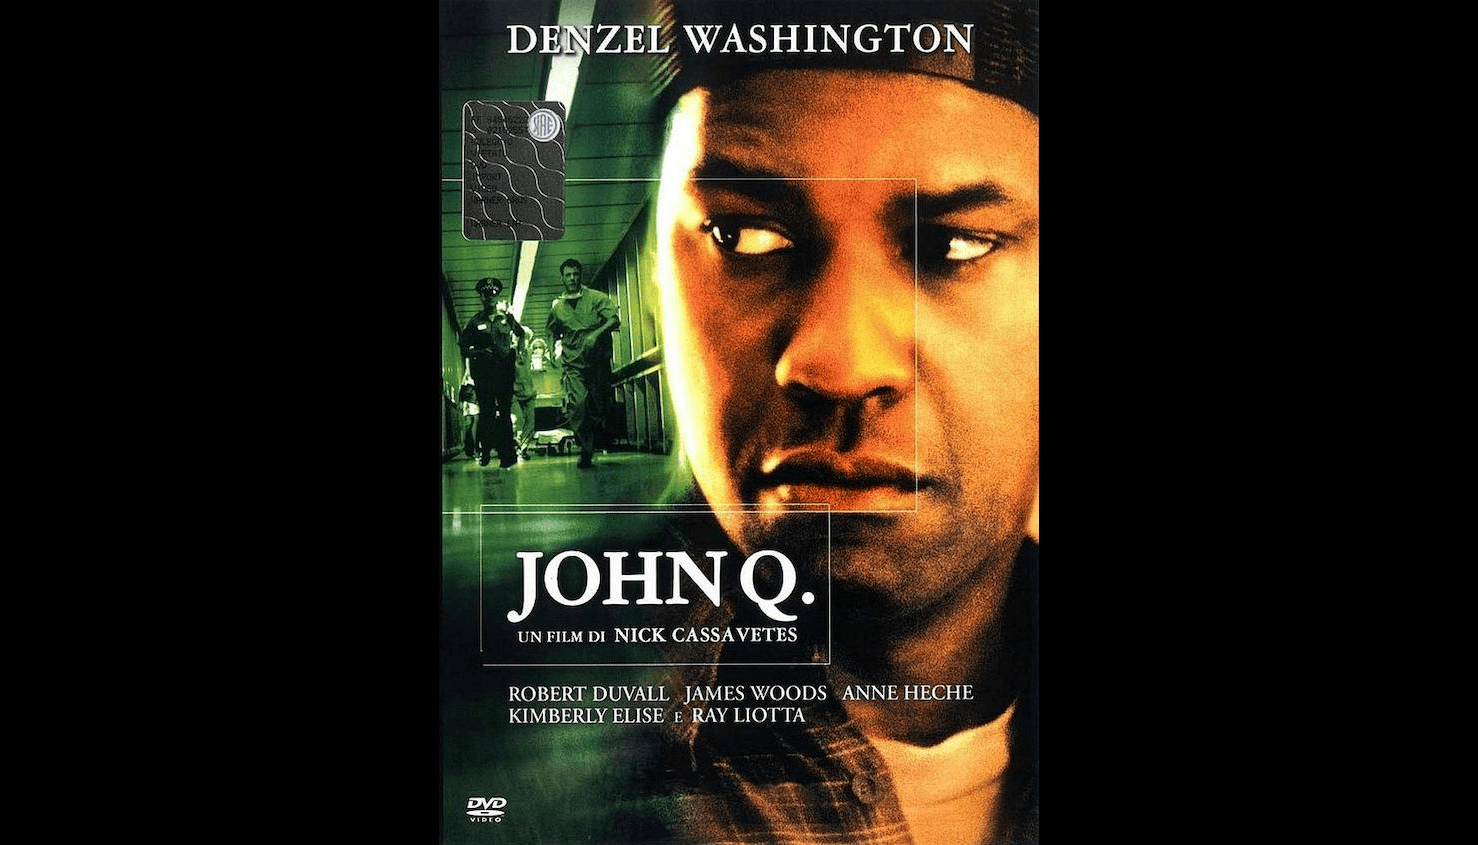 DENZEL WASHINGTON
JOHN Q.
UN FILM DI NICK CASSAVETES
ROBERT DUVALL JAMES WOODS ANNE HECHE
KIMBERLY ELISE E RAY LIOTTA
DVD
VIDEO